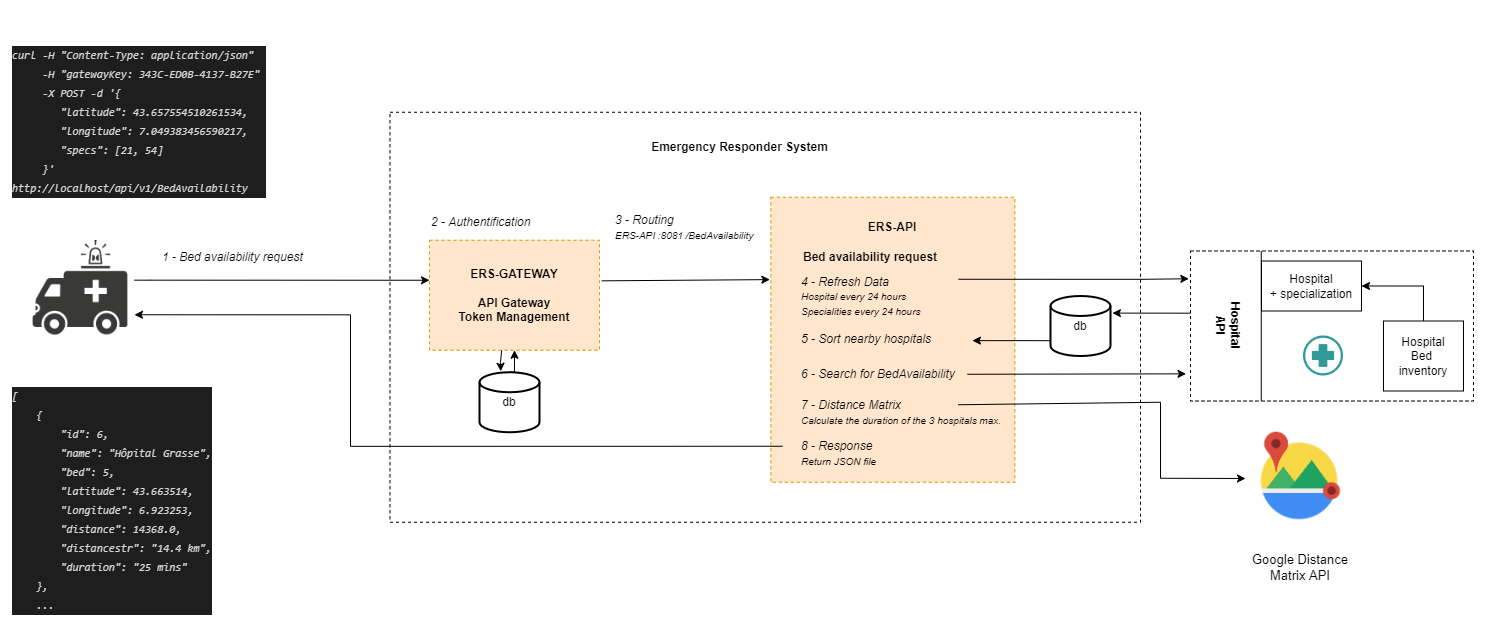 curl -H "Content-Type: application/json"
-H "gatewayKey: 343C-ED0B-4137-B27E"
-X POST -d '{
"latitude": 43.657554510261534,
"longitude": 7.049383456590217,
"specs": [21, 54]
}'
http://localhost/api/v1/BedAvailability
Emergency Responder System
1 - Bed availability request
2 - Authentification
ERS-GATEWAY
API Gateway
Token Management
db
3 - Routing
ERS-API :8081 /BedAvailability
ERS-API
Bed availability request
4 - Refresh Data
Hospital every 24 hours
Specialities every 24 hours
5 - Sort nearby hospitals
6 - Search for BedAvailability
7 - Distance Matrix
Calculate the duration of the 3 hospitals max.
8 - Response
Return JSON file
db
Hospital
API
Hospital
+ specialization
Hospital
Bed
inventory
Google Distance
Matrix API
[
{
"id": 6,
"name": "Hôpital Grasse",
"bed": 5,
"latitude": 43.663514,
"longitude": 6.923253,
"distance": 14368.0,
"distancestr": "14.4 km",
"duration": "25 mins"
},
...